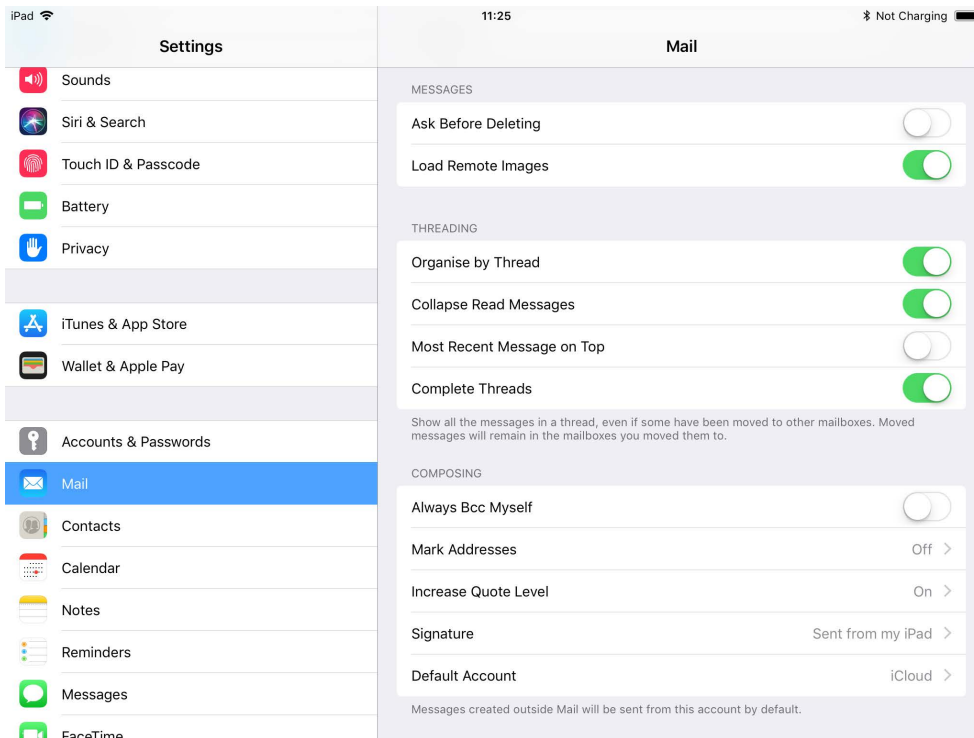 iPad 11:25 Not Charging
Settings
Mail
Sounds
Siri & Search
Touch ID & Passcode
Battery
Privacy
iTunes & App Store
Wallet & Apple Pay
Accounts & Passwords
Mail
Contacts
Calendar
Notes
Reminders
Messages
FaceTime
MESSAGES
Ask Before Deleting
Load Remote Images
THREADING
Organise by Thread
Collapse Read Messages
Most Recent Message on Top
Complete Threads
Show all the messages in a thread, even if some have been moved to other mailboxes. Moved
messages will remain in the mailboxes you moved them to.
COMPOSING
Always Bcc Myself
Mark Addresses Off
Increase Quote Level On
Signature Sent from my iPad
Default Account iCloud
Messages created outside Mail will be sent from this account by default.